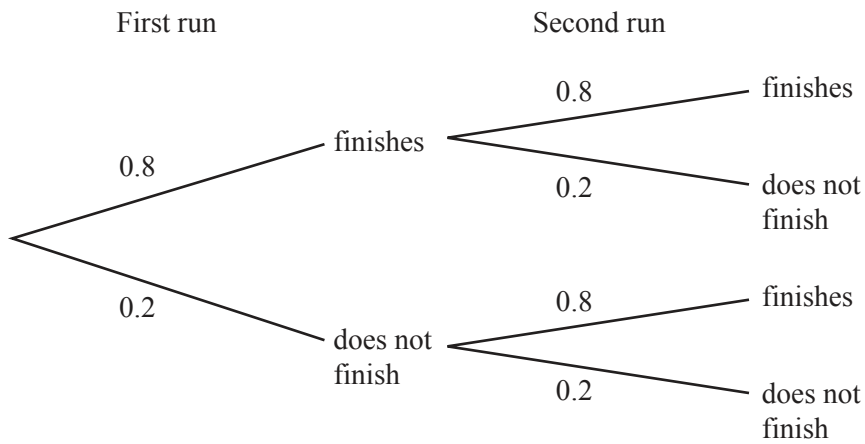 First run
Second run
0.8
finishes
0.8
finishes
0.2
does not
finish
0.2
does not
finish
0.8
finishes
0.2
does not
finish